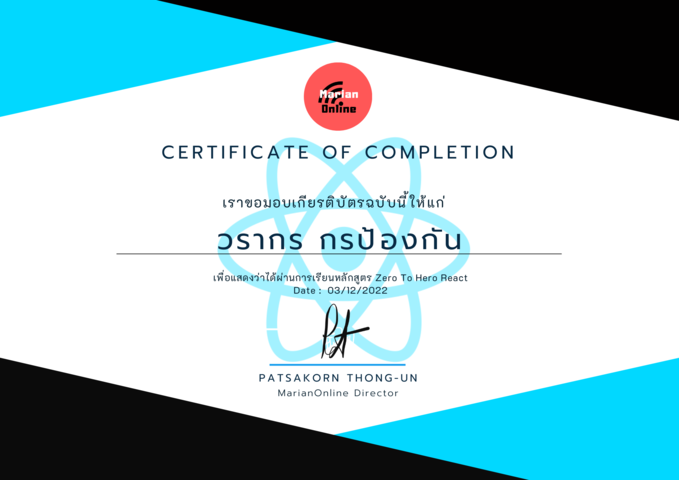 Marian
Online
CERTIFICATE OF COMPLETION
เราขอมอบเกียรติบัตรฉบับนี้ให้แก่
วรากร กรป้องกัน
เพื่อแสดงว่าได้ผ่านการเรียนหลักสูตร Zero To Hero React
Date : 03/12/2022
PATSAKORN THONG-UN
MarianOnline Director